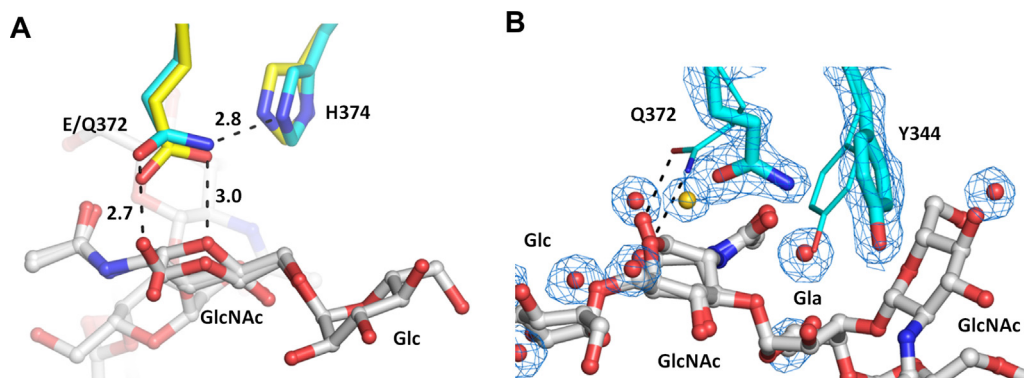 A
E/Q372
2.8
H374
3.0
2.7
GlcNAc
Glc
B
Q372
Y344
Glc
Gla
GlcNAc
GlcNAc